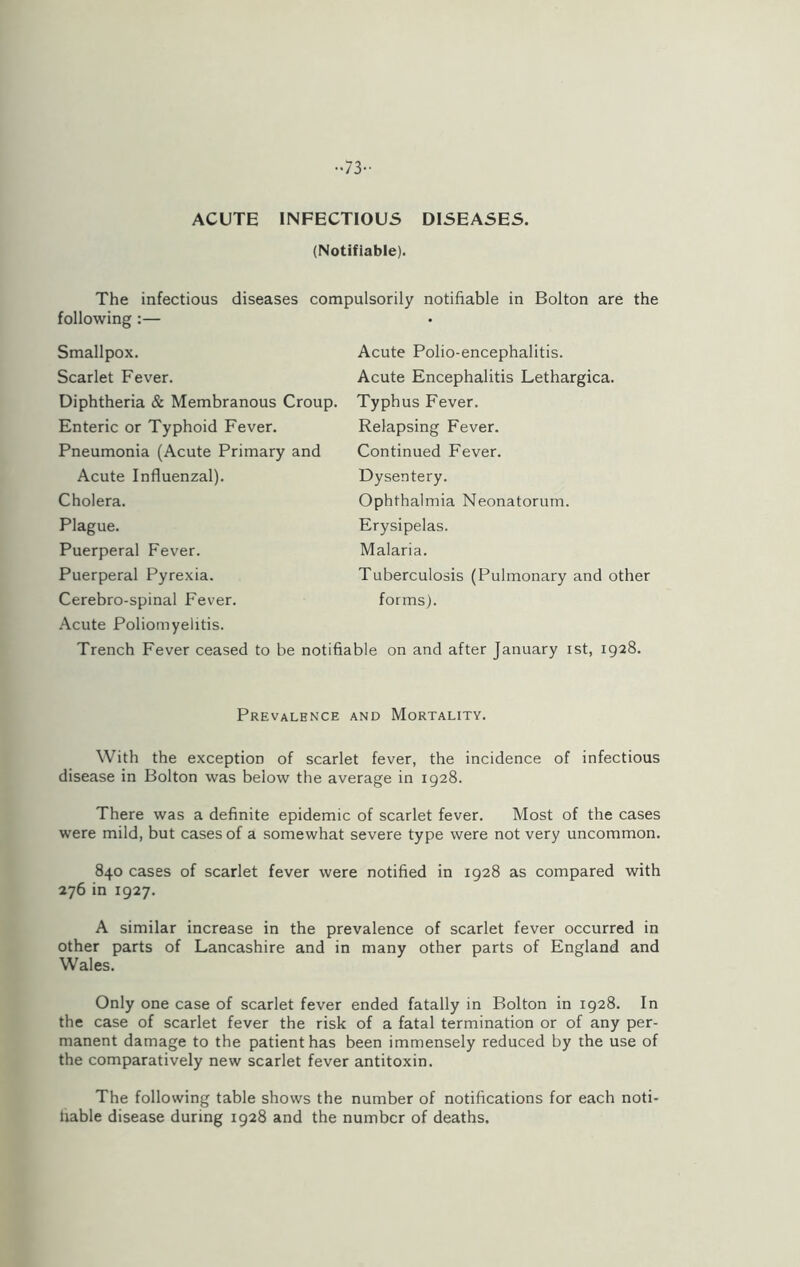 ··73··
ACUTE INFECTIOUS DISEASES.
(Notifiable).
The infectious diseases compulsorily notifiable in Bolton are the
following :—
Smallpox.
Scarlet Fever.
Diphtheria & Membranous Croup.
Enteric or Typhoid Fever.
Pneumonia (Acute Primary and
Acute Influenzal).
Cholera.
Plague.
Puerperal Fever.
Puerperal Pyrexia.
Cerebro-spinal Fever.
Acute Poliomyelitis.
Acute Polio-encephalitis.
Acute Encephalitis Lethargica.
Typhus Fever.
Relapsing Fever.
Continued Fever.
Dysentery.
Ophthalmia Neonatorum.
Erysipelas.
Malaria.
Tuberculosis (Pulmonary and other
forms).
Trench Fever ceased to be notifiable on and after January 1st, 1928.
Prevalence and Mortality.
With the exception of scarlet fever, the incidence of infectious
disease in Bolton was below the average in 1928.
There was a definite epidemic of scarlet fever. Most of the cases
were mild, but cases of a somewhat severe type were not very uncommon.
840 cases of scarlet fever were notified in 1928 as compared with
276 in 1927.
A similar increase in the prevalence of scarlet fever occurred in
other parts of Lancashire and in many other parts of England and
Wales.
Only one case of scarlet fever ended fatally in Bolton in 1928. In
the case of scarlet fever the risk of a fatal termination or of any per-
manent damage to the patient has been immensely reduced by the use of
the comparatively new scarlet fever antitoxin.
The following table shows the number of notifications for each noti-
fiable disease during 1928 and the number of deaths.